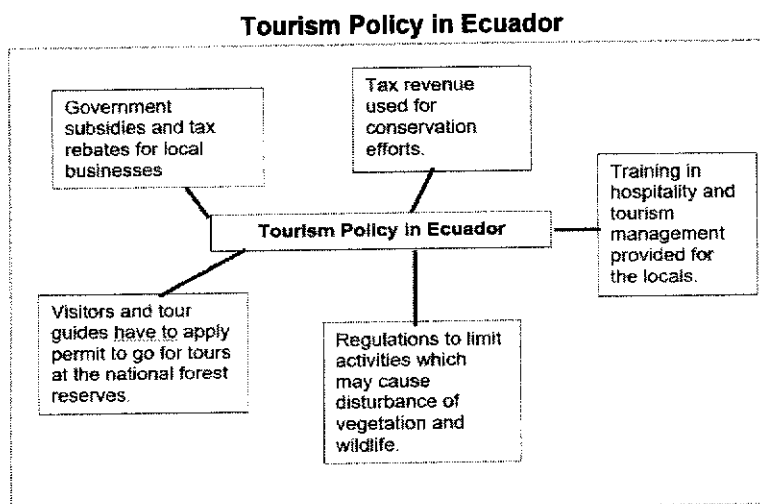 Tourism Policy in Ecuador
Government
subsidies and tax
rebates for local
businesses
Tax revenue
used for
conservation
efforts.
Training in
hospitality and
tourism
management
provided for
the locals.
Tourism Policy in Ecuador
Visitors and tour
guides have to apply
permit to go for tours
at the national forest
reserves.
Regulations to limit
activities which
may cause
disturbance of
vegetation and
wildlife.